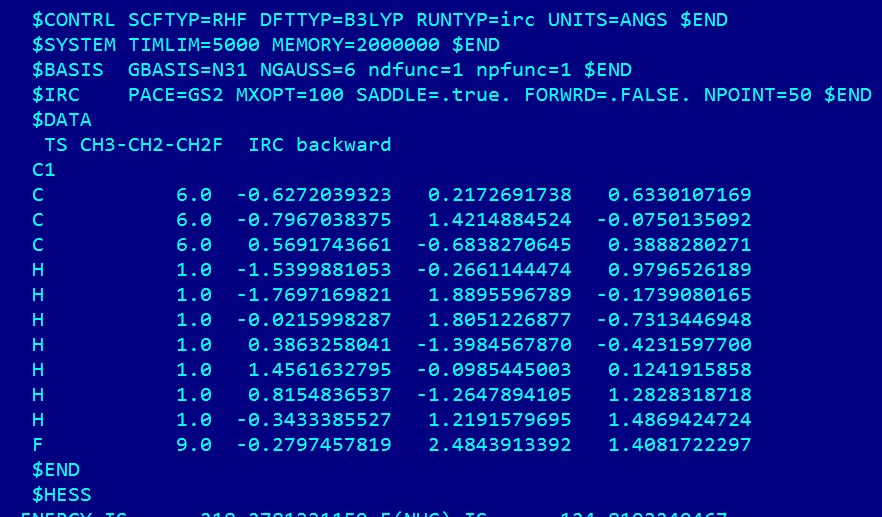 $CONTRL SCFTYP=RHF DFTTYP=B3LYP RUNTYP=irc UNITS=ANGS $END
$SYSTEM TIMLIM=5000 MEMORY=2000000 $END
$BASIS GBASIS=N31 NGAUSS=6 ndfunc=1 npfunc=1 $END
$IRC PACE=GS2 MXOPT=100 SADDLE=.true. FORWRD=.FALSE. NPOINT=50 $END
$DATA
TS CH3-CH2-CH2F IRC backward
C1
C 6.0 -0.6272039323 0.2172691738 0.6330107169
C 6.0 -0.7967038375 1.4214884524 -0.0750135092
C 6.0 0.5691743661 -0.6838270645 0.3888280271
H 1.0 -1.5399881053 -0.2661144474 0.9796526189
H 1.0 -1.7697169821 1.8895596789 -0.1739080165
H 1.0 -0.0215998287 1.8051226877 -0.7313446948
H 1.0 0.3863258041 -1.3984567870 -0.4231597700
H 1.0 1.4561632795 -0.0985445003 0.1241915858
H 1.0 0.8154836537 -1.2647894105 1.2828318718
H 1.0 -0.3433385527 1.2191579695 1.4869424724
F 9.0 -0.2797457819 2.4843913392 1.4081722297
$END
$HESS